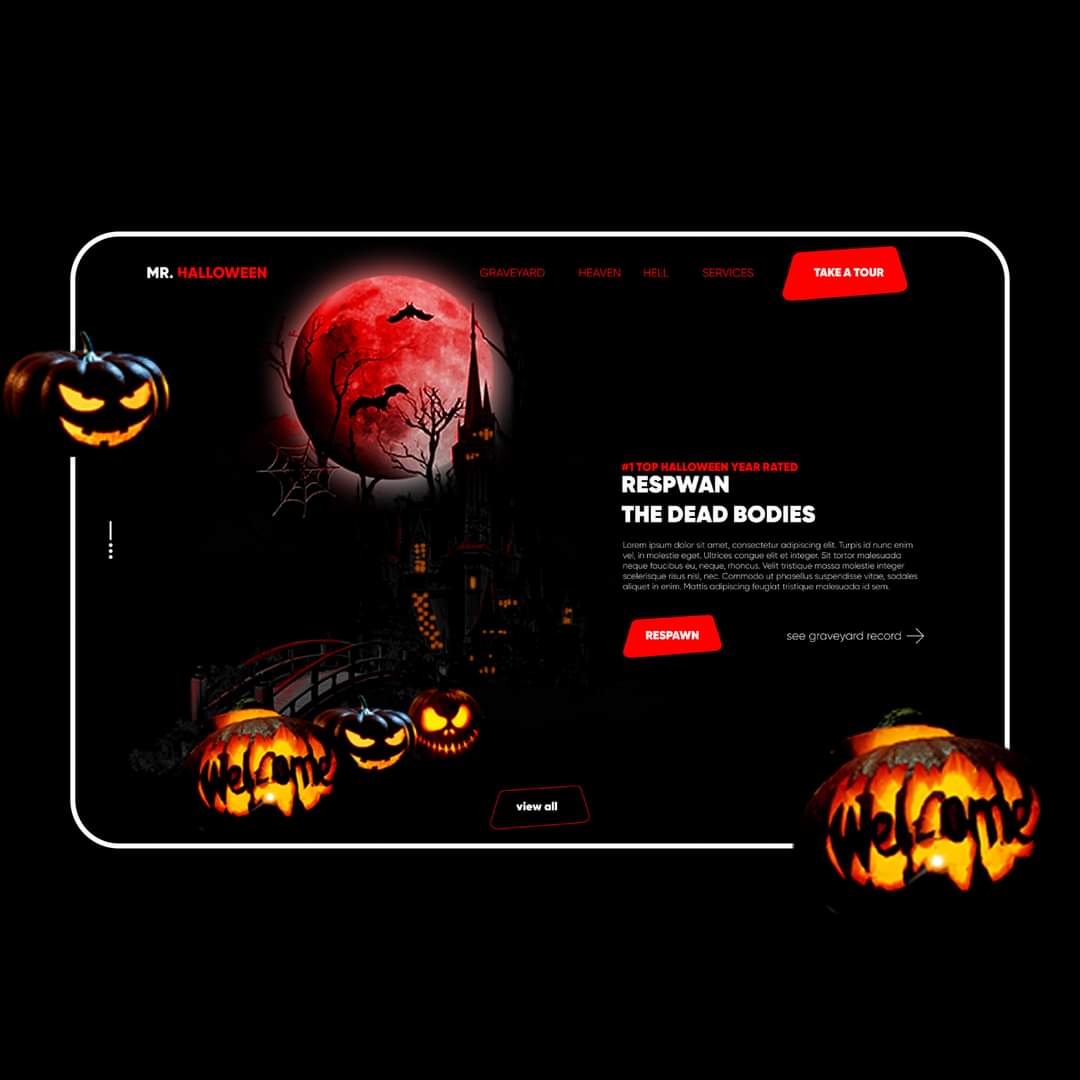 MR. HALLOWEEN
GRAVEYARD HEAVEN HELL SERVICES TAKE A TOUR
#1 TOP HALLOWEEN YEAR RATED
RESPWAN
THE DEAD BODIES
Lorem ipsum dolor sit amet, consectetur adipiscing elit. Turpis id nunc enim
vel, in molestie eget. Ultrices congue elit et integer. Sit tortor malesuada
neque faucibus eu, neque, rhoncus. Velit tristique massa molestie integer
scelerisque risus nisl, nec. Commodo ut phasellus suspendisse vitae, sodales
aliquet in enim. Mattis adipiscing feugiat tristique malesuada id sem.
RESPAWN
see graveyard record
Welcome
view all
Welcome